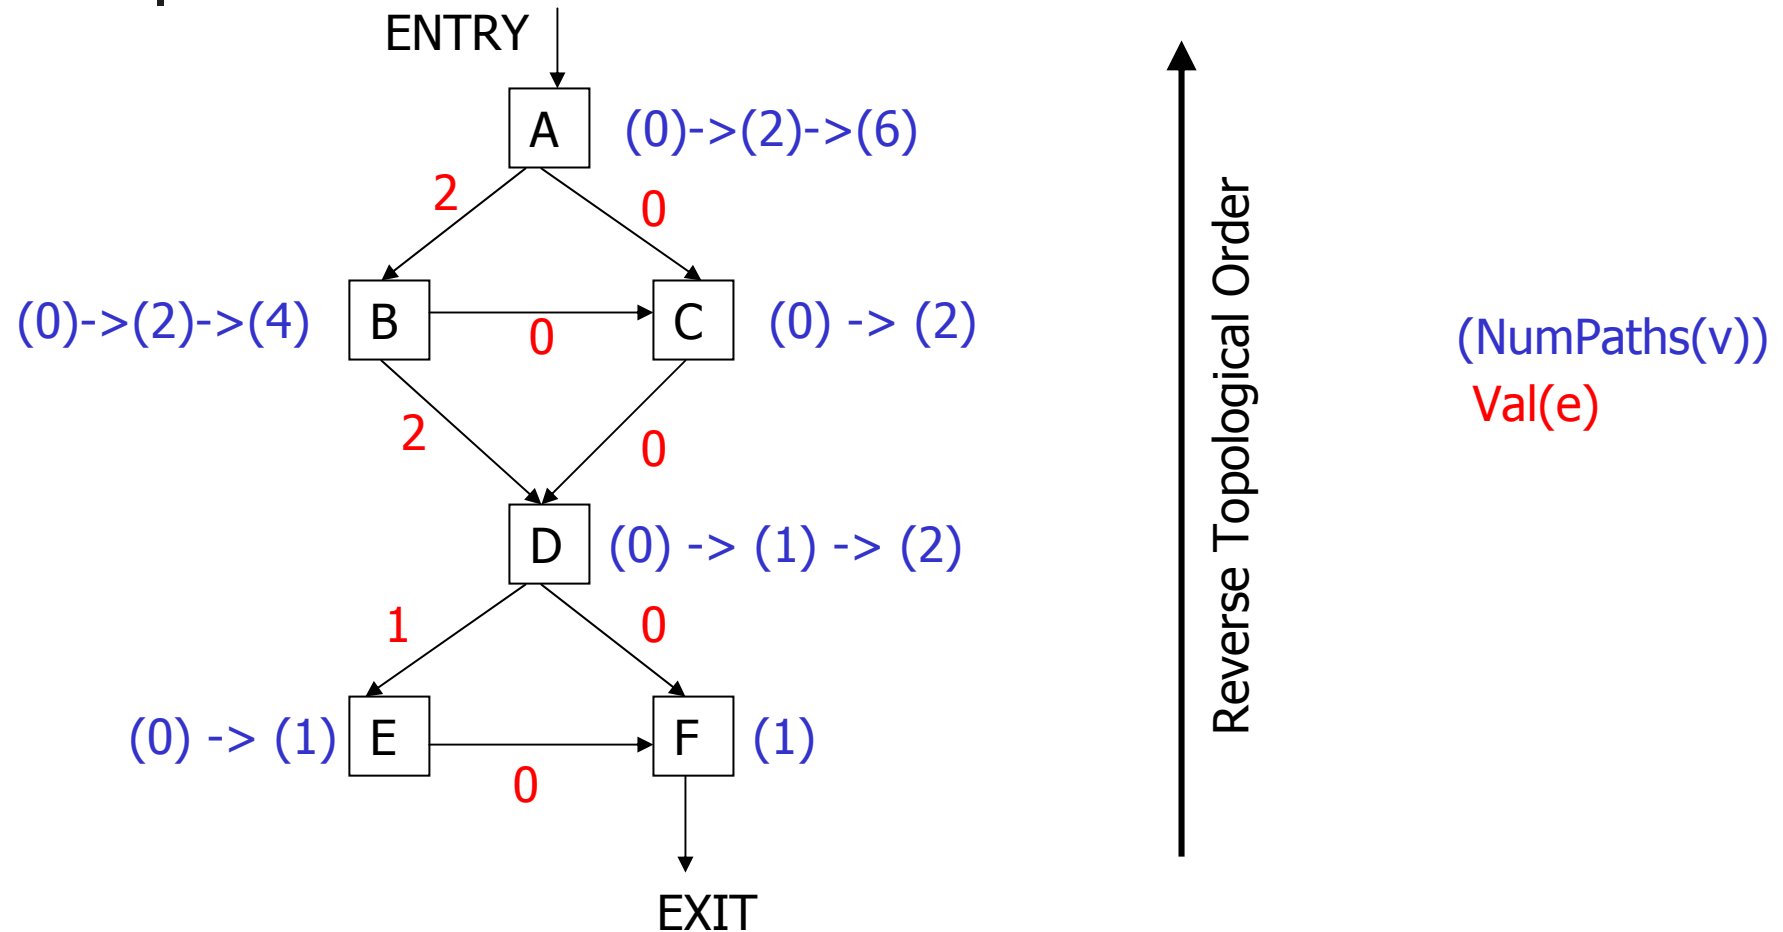 ENTRY
A (0)->(2)->(6)
2 0
(0)->(2)->(4) B 0 C (0) -> (2)
2 0
D (0) -> (1) -> (2)
1 0
(0) -> (1) E 0 F (1)
EXIT
Reverse Topological Order
(NumPaths(v))
Val(e)